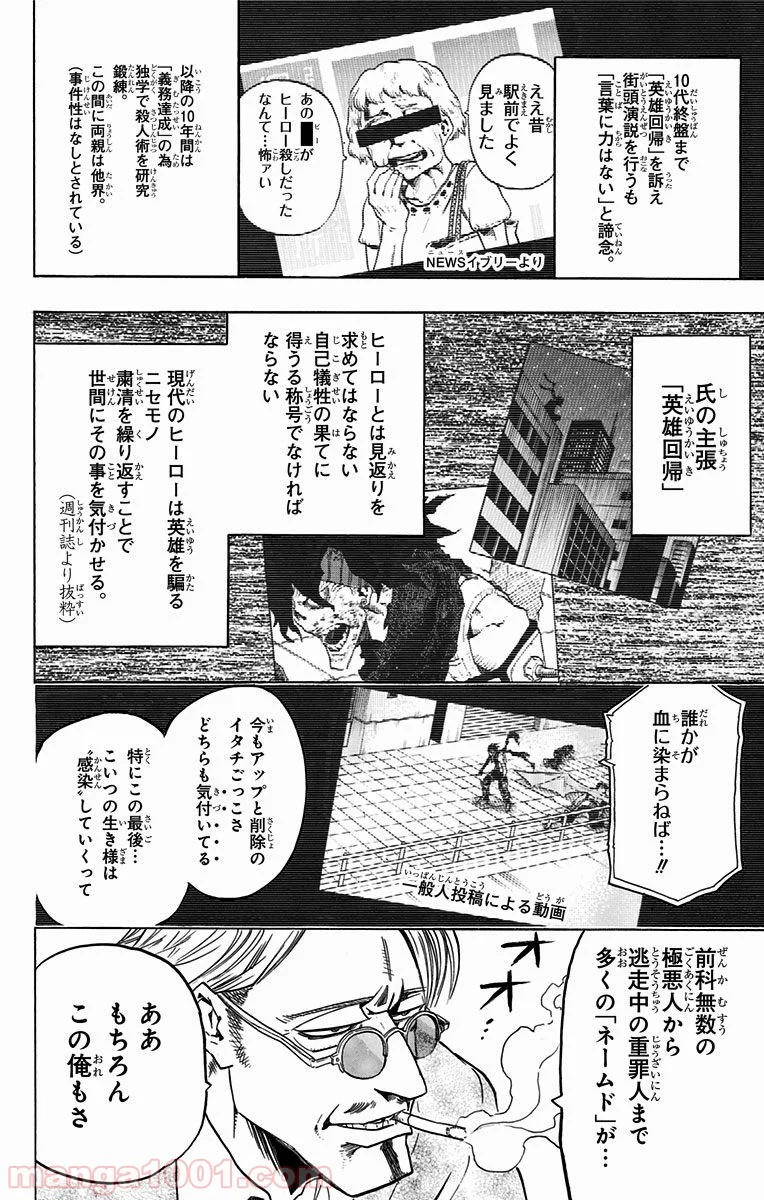 10代終盤まで
「英雄回帰」を訴え
街頭演説を行うも
「言葉に力はない」と諦念。
ええ昔
駅前でよく
見ました
あの■が
ヒーロー殺しだった
なんて…怖ァい
NEWSイブリーより
以降の10年間は
「義務達成」の為
独学で殺人術を研究
鍛練。
この間に両親は他界。
(事件性はなしとされている)
氏の主張
「英雄回帰」
ヒーローとは見返りを
求めてはならない
自己犠牲の果てに
得うる称号でなければ
ならない
現代のヒーローは英雄を騙る
ニセモノ
粛清を繰り返すことで
世間にその事を気付かせる。
(週刊誌より抜粋)
誰かが
血に染まらねば…!!
一般人投稿による動画
今もアップと削除の
イタチごっこさ
どちらも気付いてる
特にこの最後…
こいつの生き様は
〝感染〟していくって
前科無数の
極悪人から
逃走中の重罪人まで
多くの「ネームド」が…
ああ
もちろん
この俺もさ
manga1001.com